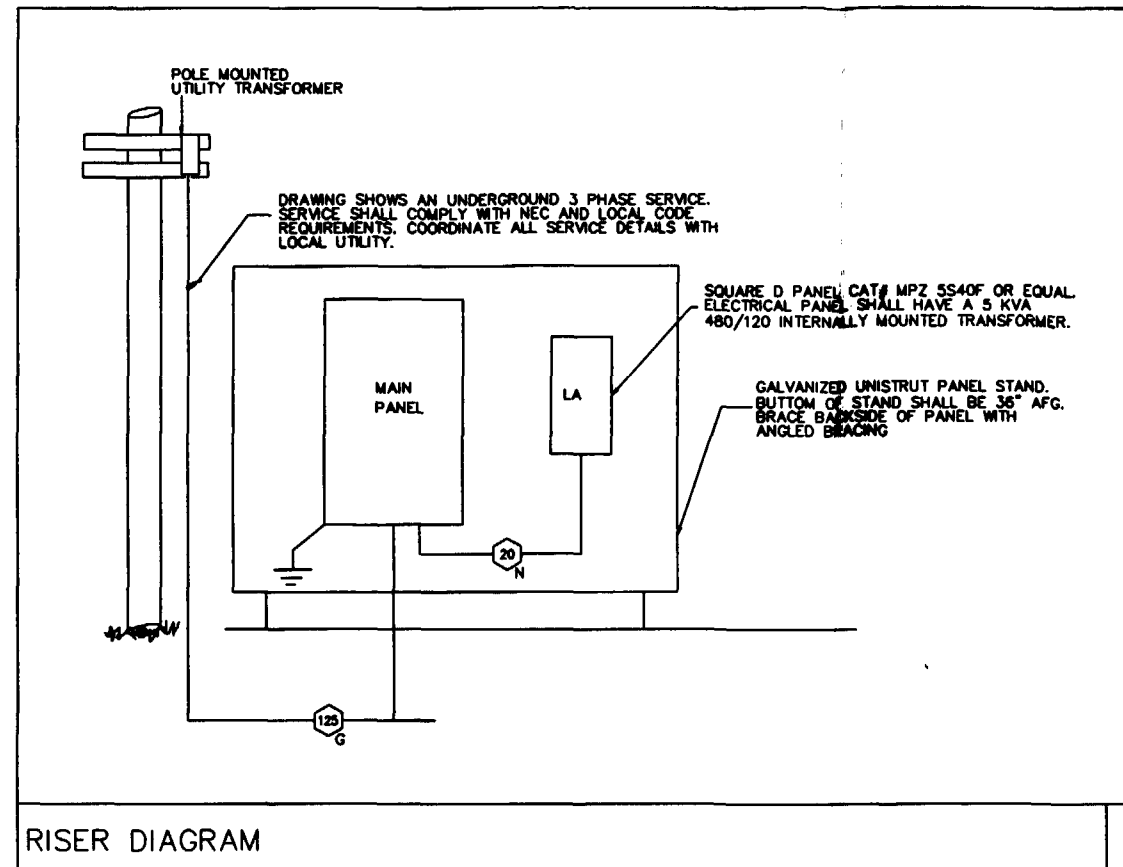 POLE MOUNTED
UTILITY TRANSFORMER
DRAWING SHOWS AN UNDERGROUND 3 PHASE SERVICE.
SERVICE SHALL COMPLY WITH NEC AND LOCAL CODE
REQUIREMENTS. COORDINATE ALL SERVICE DETAILS WITH
LOCAL UTILITY.
SQUARE D PANEL CAT# MPZ 5S40F OR EQUAL.
ELECTRICAL PANEL SHALL HAVE A 5 KVA
480/120 INTERNALLY MOUNTED TRANSFORMER.
MAIN
PANEL
LA
GALVANIZED UNISTRUT PANEL STAND.
BUTTOM OF STAND SHALL BE 36" AFG.
BRACE BACKSIDE OF PANEL WITH
ANGLED BRACING
20
N
125
G
RISER DIAGRAM